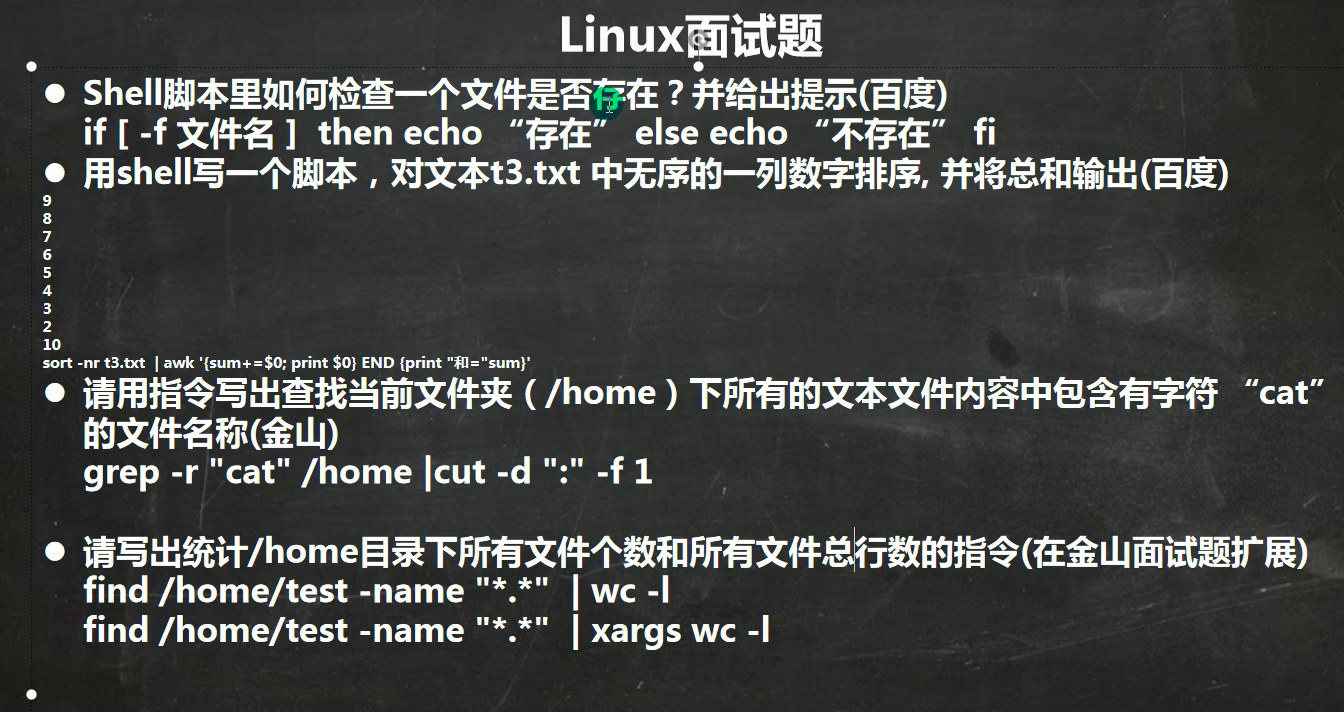 Linux面试题
● Shell脚本里如何检查一个文件是否存在？并给出提示(百度)
if [ -f 文件名 ] then echo “存在” else echo “不存在” fi
● 用shell写一个脚本，对文本t3.txt 中无序的一列数字排序, 并将总和输出(百度)
9
8
7
6
5
4
3
2
10
sort -nr t3.txt | awk '{sum+=$0; print $0} END {print "和="sum}'
● 请用指令写出查找当前文件夹（/home）下所有的文本文件内容中包含有字符 “cat”
的文件名称(金山)
grep -r "cat" /home |cut -d ":" -f 1
● 请写出统计/home目录下所有文件个数和所有文件总行数的指令(在金山面试题扩展)
find /home/test -name "*.*" | wc -l
find /home/test -name "*.*" | xargs wc -l